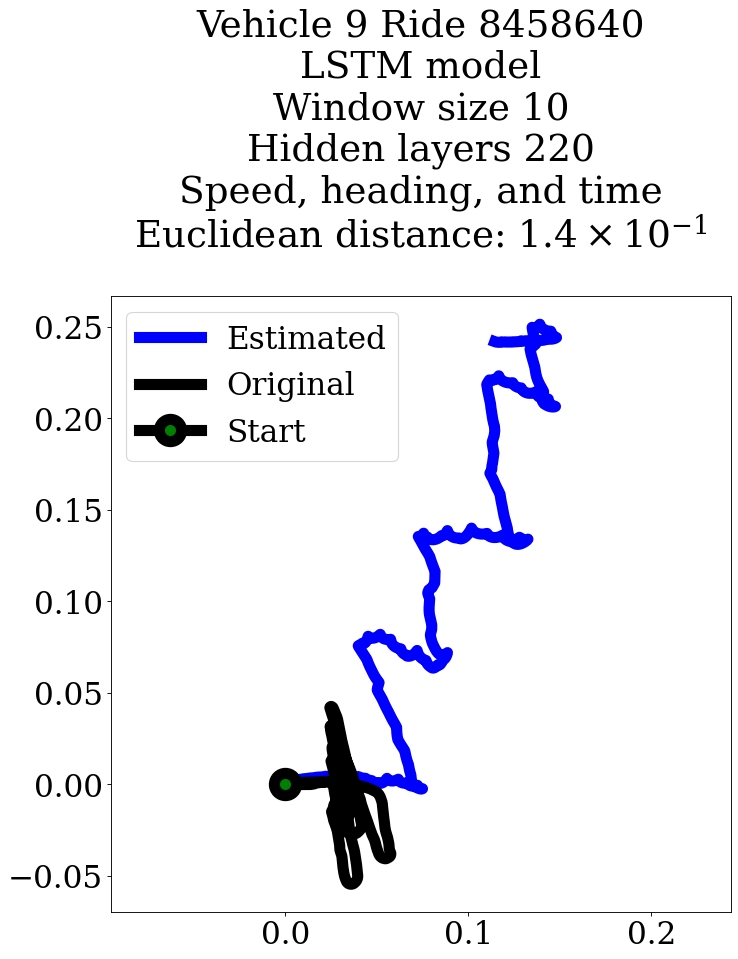 Vehicle 9 Ride 8458640
LSTM model
Window size 10
Hidden layers 220
Speed, heading, and time
Euclidean distance: 1.4 × 10⁻¹
Estimated
Original
Start
0.25
0.20
0.15
0.10
0.05
0.00
−0.05
0.0 0.1 0.2